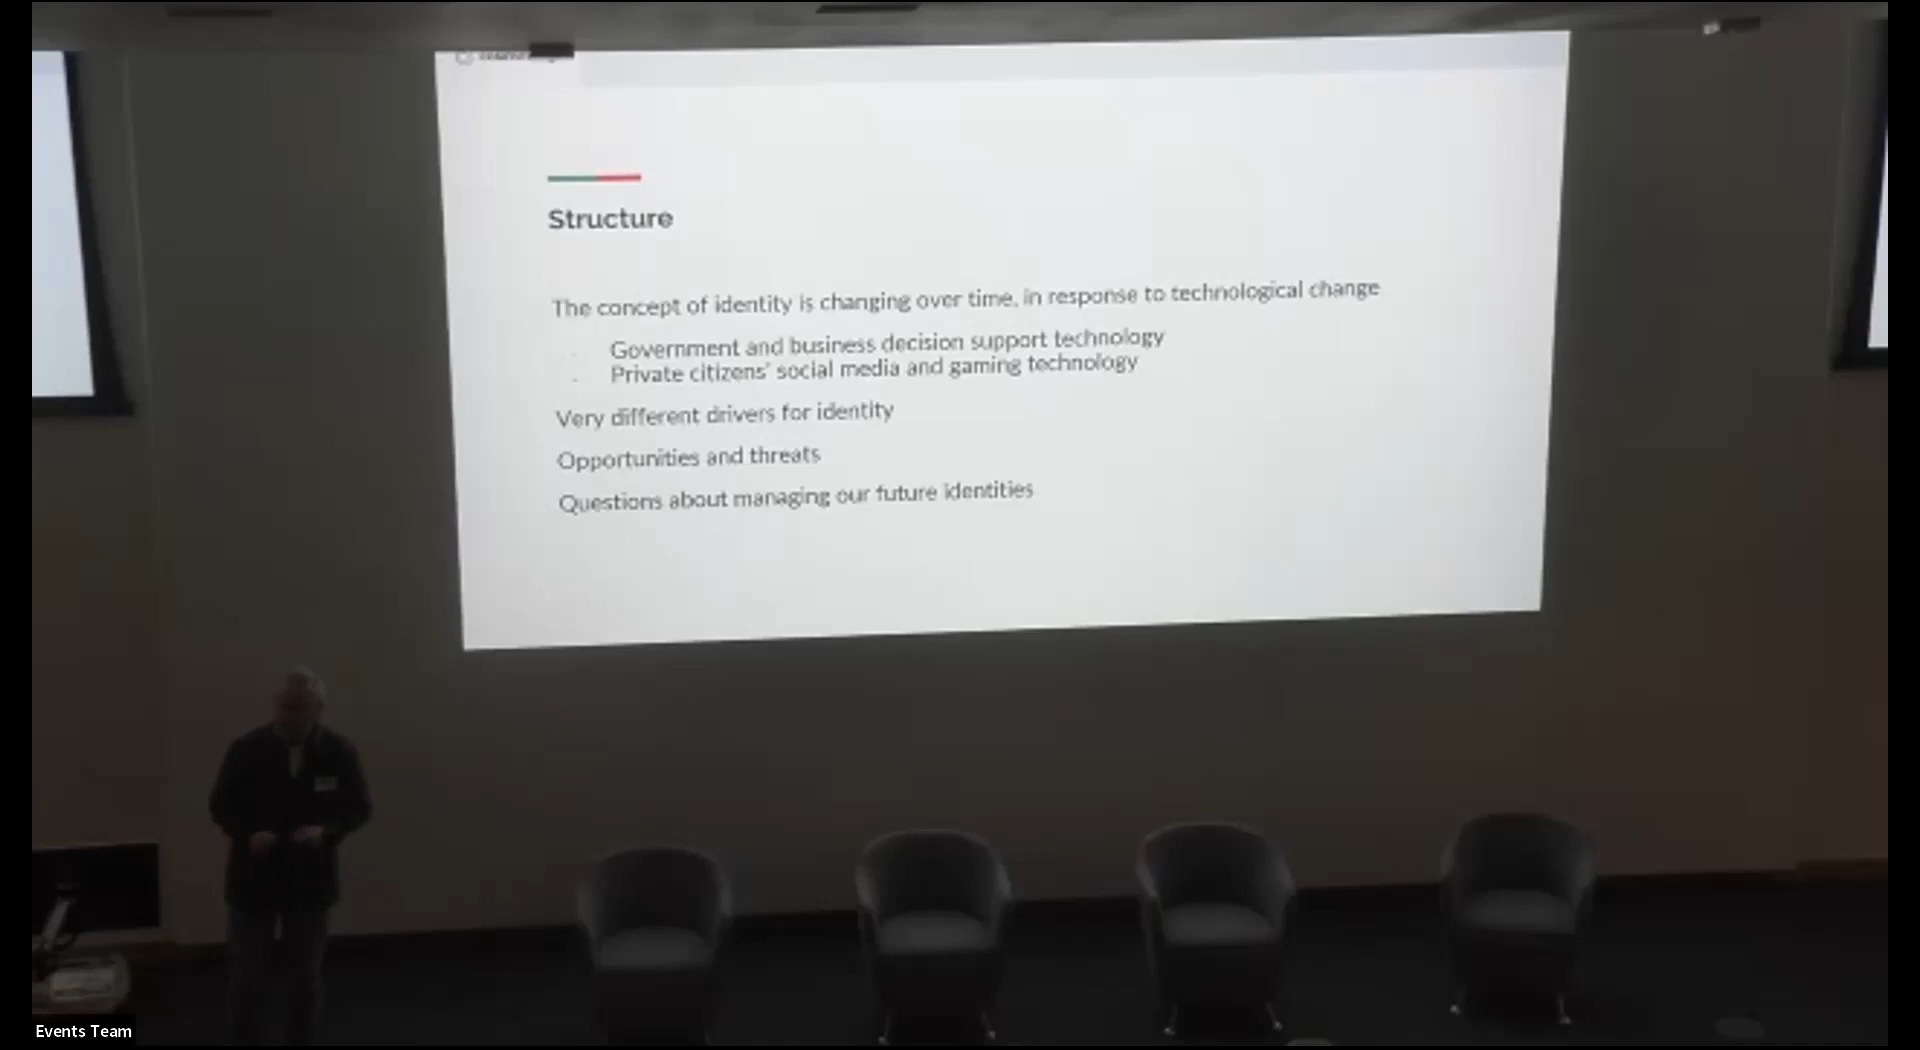 Structure
The concept of identity is changing over time, in response to technological change
- Government and business decision support technology
- Private citizens' social media and gaming technology
Very different drivers for identity
Opportunities and threats
Questions about managing our future identities
Events Team